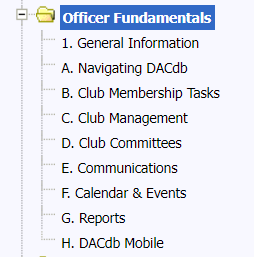 Officer Fundamentals
1. General Information
A. Navigating DACdb
B. Club Membership Tasks
C. Club Management
D. Club Committees
E. Communications
F. Calendar & Events
G. Reports
H. DACdb Mobile